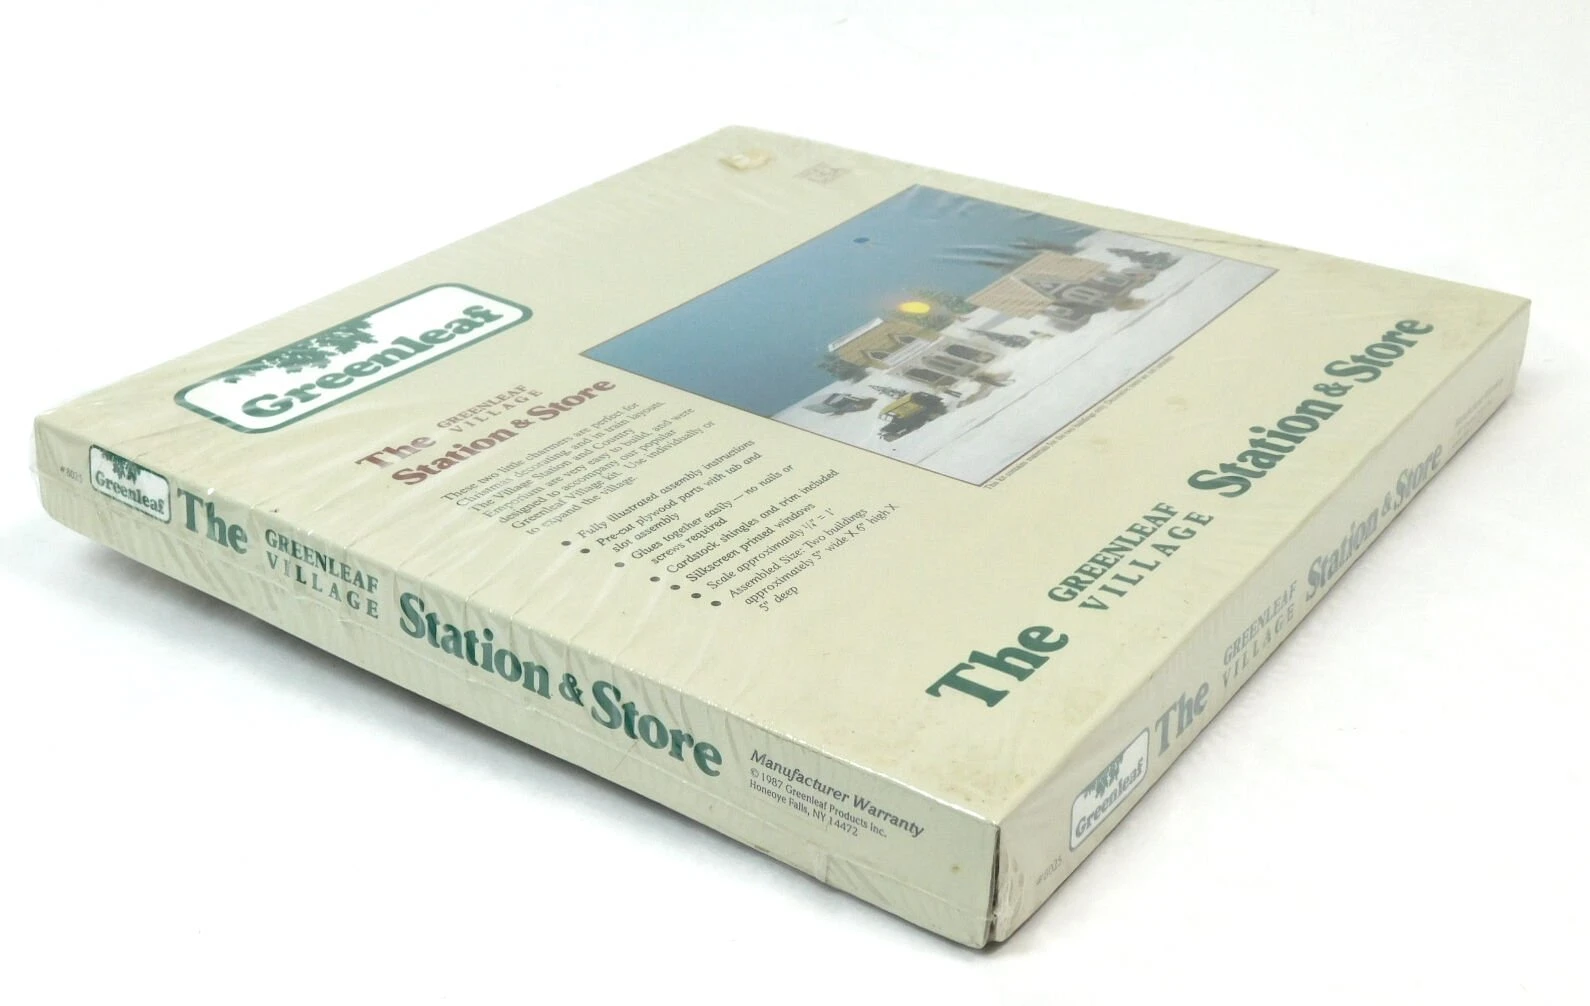 Greenleaf
The GREENLEAF
VILLAGE
Station & Store
These two little charmers are perfect for
Christmas decorating, and in train layouts.
The Village Station and Country
Emporium are very easy to build, and were
designed to accompany our popular
Greenleaf Village kit. Use individually or
to expand the village.
• Fully illustrated assembly instructions
• Pre-cut plywood parts with tab and
slot assembly
• Glues together easily — no nails or
screws required
• Cardstock shingles and trim included
• Silkscreen printed windows
• Scale approximately ¼" = 1'
• Assembled Size: Two buildings
approximately 5" wide X 6" high X
5" deep
The GREENLEAF
VILLAGE
Station & Store
#8025
Greenleaf
The GREENLEAF
VILLAGE
Station & Store
Manufacturer Warranty
© 1987 Greenleaf Products Inc.
Honeoye Falls, NY 14472
#8025
Greenleaf
The GREENLEAF
VILLAGE
Station & Store